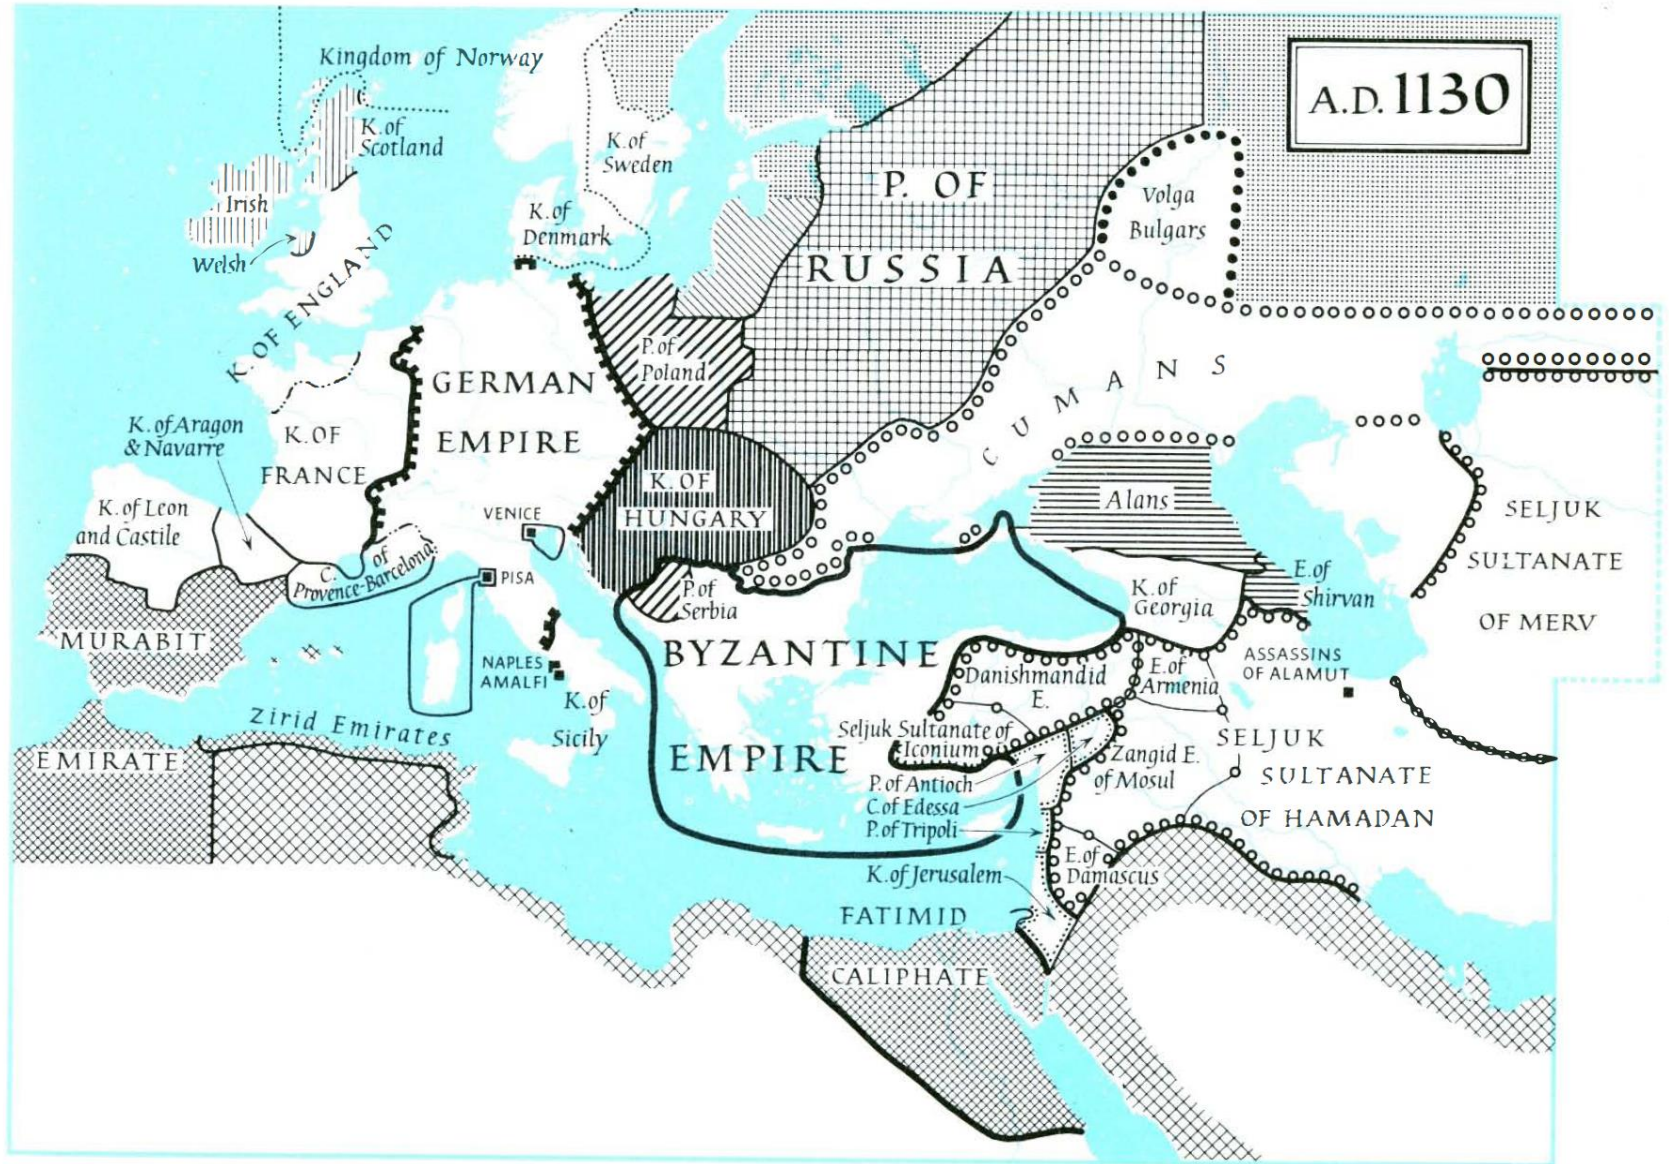 A.D. 1130
Kingdom of Norway
K. of
Scotland
K. of
Sweden
Irish
K. of
Denmark
Welsh
K. OF ENGLAND
P. OF
RUSSIA
Volga
Bulgars
P. of
Poland
GERMAN
EMPIRE
CUMANS
K. of Aragon
& Navarre
K. OF
FRANCE
K. of Leon
and Castile
K. OF
HUNGARY
VENICE
Alans
SELJUK
SULTANATE
OF MERV
C. of
Provence-Barcelona
PISA
P. of
Serbia
K. of
Georgia
E. of
Shirvan
MURABIT
EMIRATE
BYZANTINE
EMPIRE
NAPLES
AMALFI
K. of
Sicily
Danishmandid
E.
E. of
Armenia
ASSASSINS
OF ALAMUT
Zirid Emirates
Seljuk Sultanate of
Iconium
Zangid E.
of Mosul
SELJUK
SULTANATE
OF HAMADAN
P. of Antioch
C. of Edessa
P. of Tripoli
E. of
Damascus
K. of Jerusalem
FATIMID
CALIPHATE